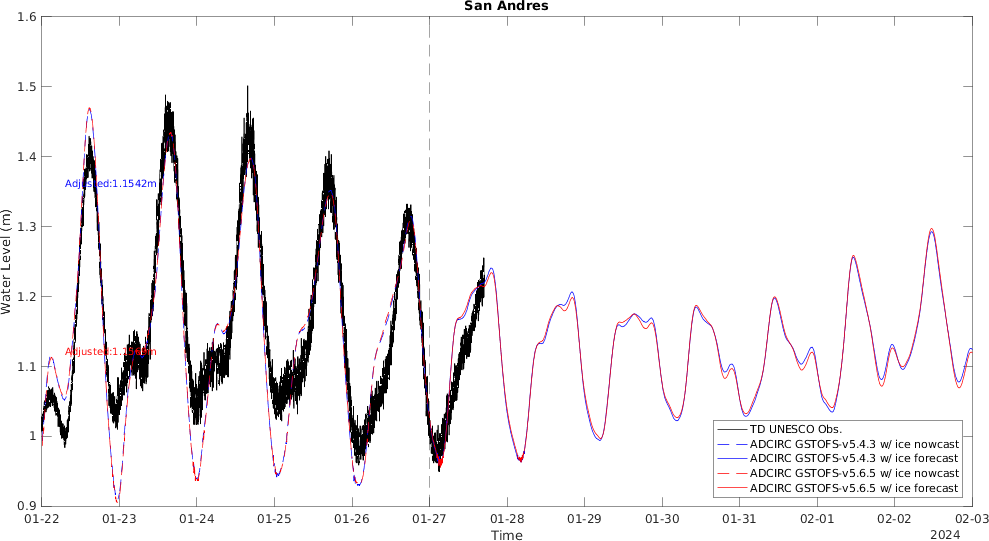 San Andres
Water Level (m)
1.6
1.5
1.4
1.3
1.2
1.1
1
0.9
Adjusted:1.1542m
TD UNESCO Obs.
ADCIRC GSTOFS-v5.4.3 w/ ice nowcast
ADCIRC GSTOFS-v5.4.3 w/ ice forecast
ADCIRC GSTOFS-v5.6.5 w/ ice nowcast
ADCIRC GSTOFS-v5.6.5 w/ ice forecast
01-22 01-23 01-24 01-25 01-26 01-27 01-28 01-29 01-30 01-31 02-01 02-02 02-03
Time
2024